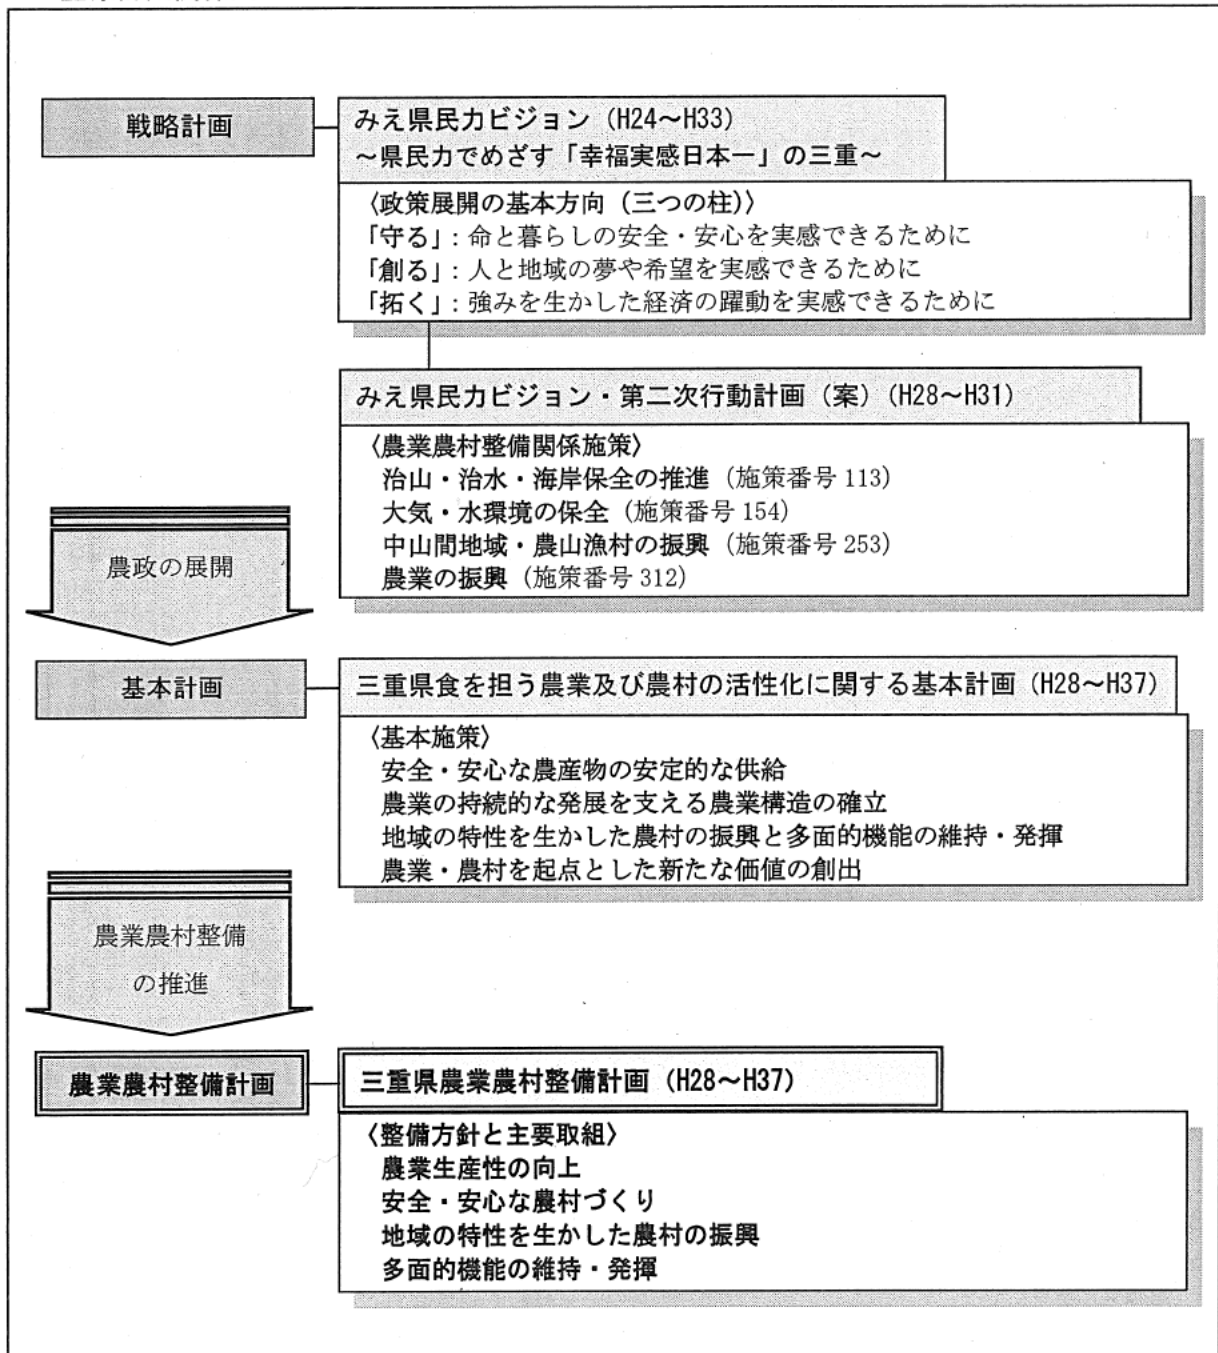 戦略計画
みえ県民力ビジョン（H24～H33）
～県民力でめざす「幸福実感日本一」の三重～
〈政策展開の基本方向（三つの柱）〉
「守る」：命と暮らしの安全・安心を実感できるために
「創る」：人と地域の夢や希望を実感できるために
「拓く」：強みを生かした経済の躍動を実感できるために
みえ県民力ビジョン・第二次行動計画（案）（H28～H31）
〈農業農村整備関係施策〉
治山・治水・海岸保全の推進（施策番号 113）
大気・水環境の保全（施策番号 154）
中山間地域・農山漁村の振興（施策番号 253）
農業の振興（施策番号 312）
農政の展開
基本計画
三重県食を担う農業及び農村の活性化に関する基本計画（H28～H37）
〈基本施策〉
安全・安心な農産物の安定的な供給
農業の持続的な発展を支える農業構造の確立
地域の特性を生かした農村の振興と多面的機能の維持・発揮
農業・農村を起点とした新たな価値の創出
農業農村整備
の推進
農業農村整備計画
三重県農業農村整備計画（H28～H37）
〈整備方針と主要取組〉
農業生産性の向上
安全・安心な農村づくり
地域の特性を生かした農村の振興
多面的機能の維持・発揮